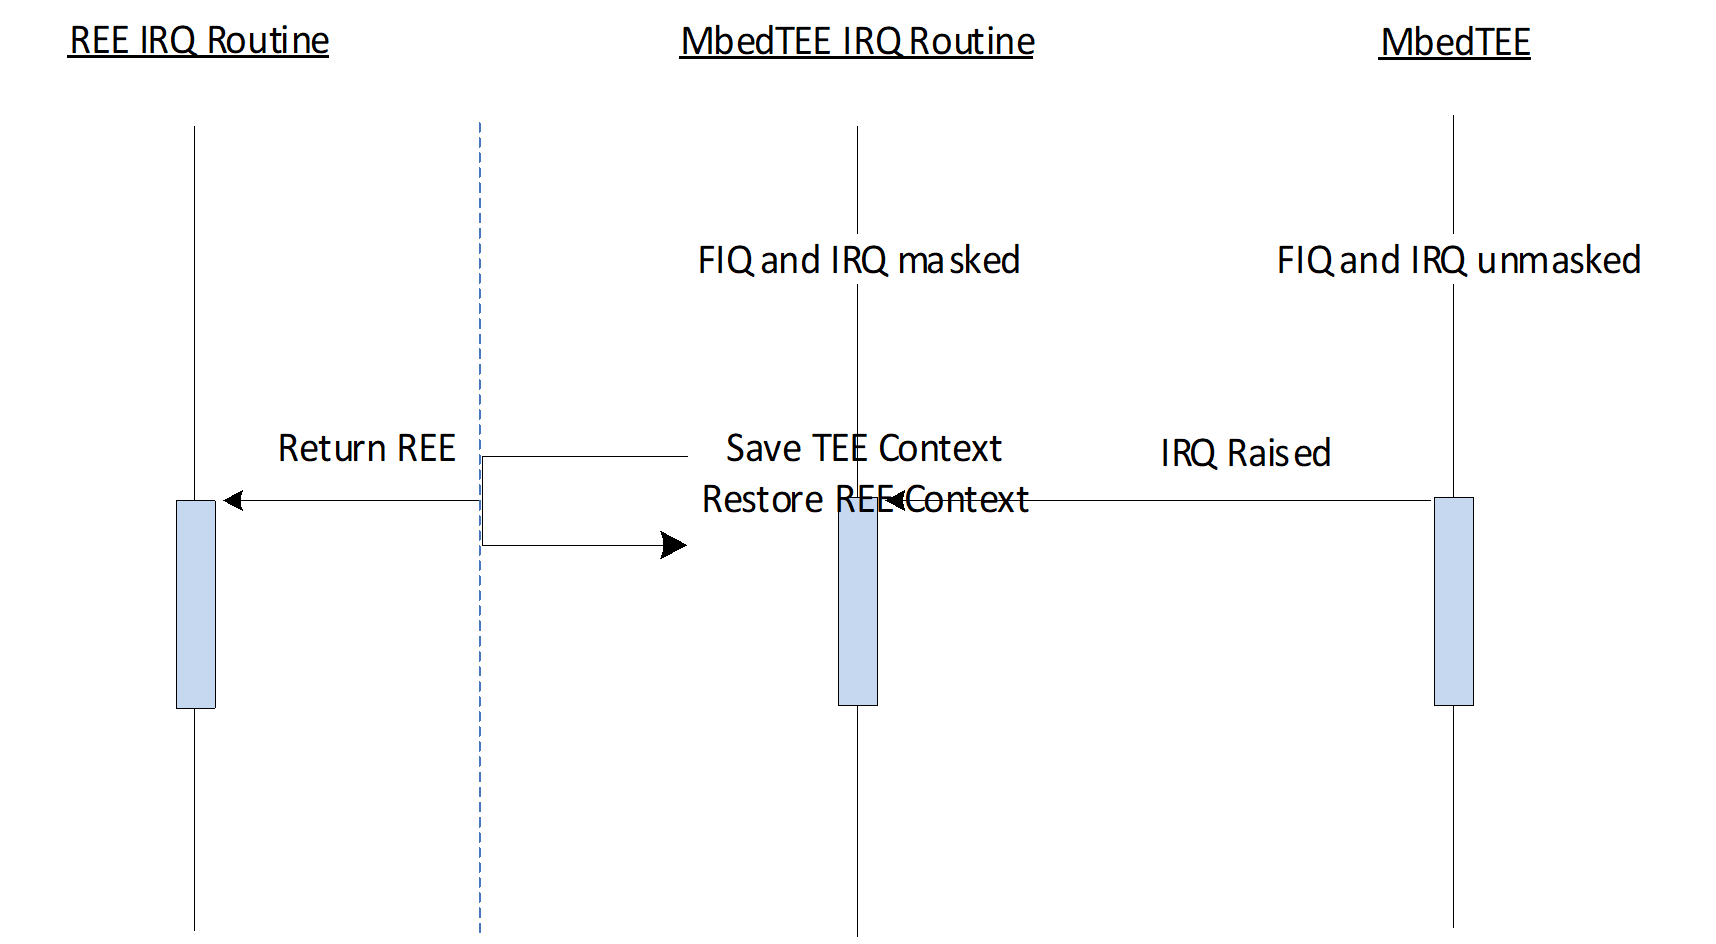 REE IRQ Routine
MbedTEE IRQ Routine
MbedTEE
FIQ and IRQ masked
FIQ and IRQ unmasked
Return REE
Save TEE Context
Restore REE Context
IRQ Raised